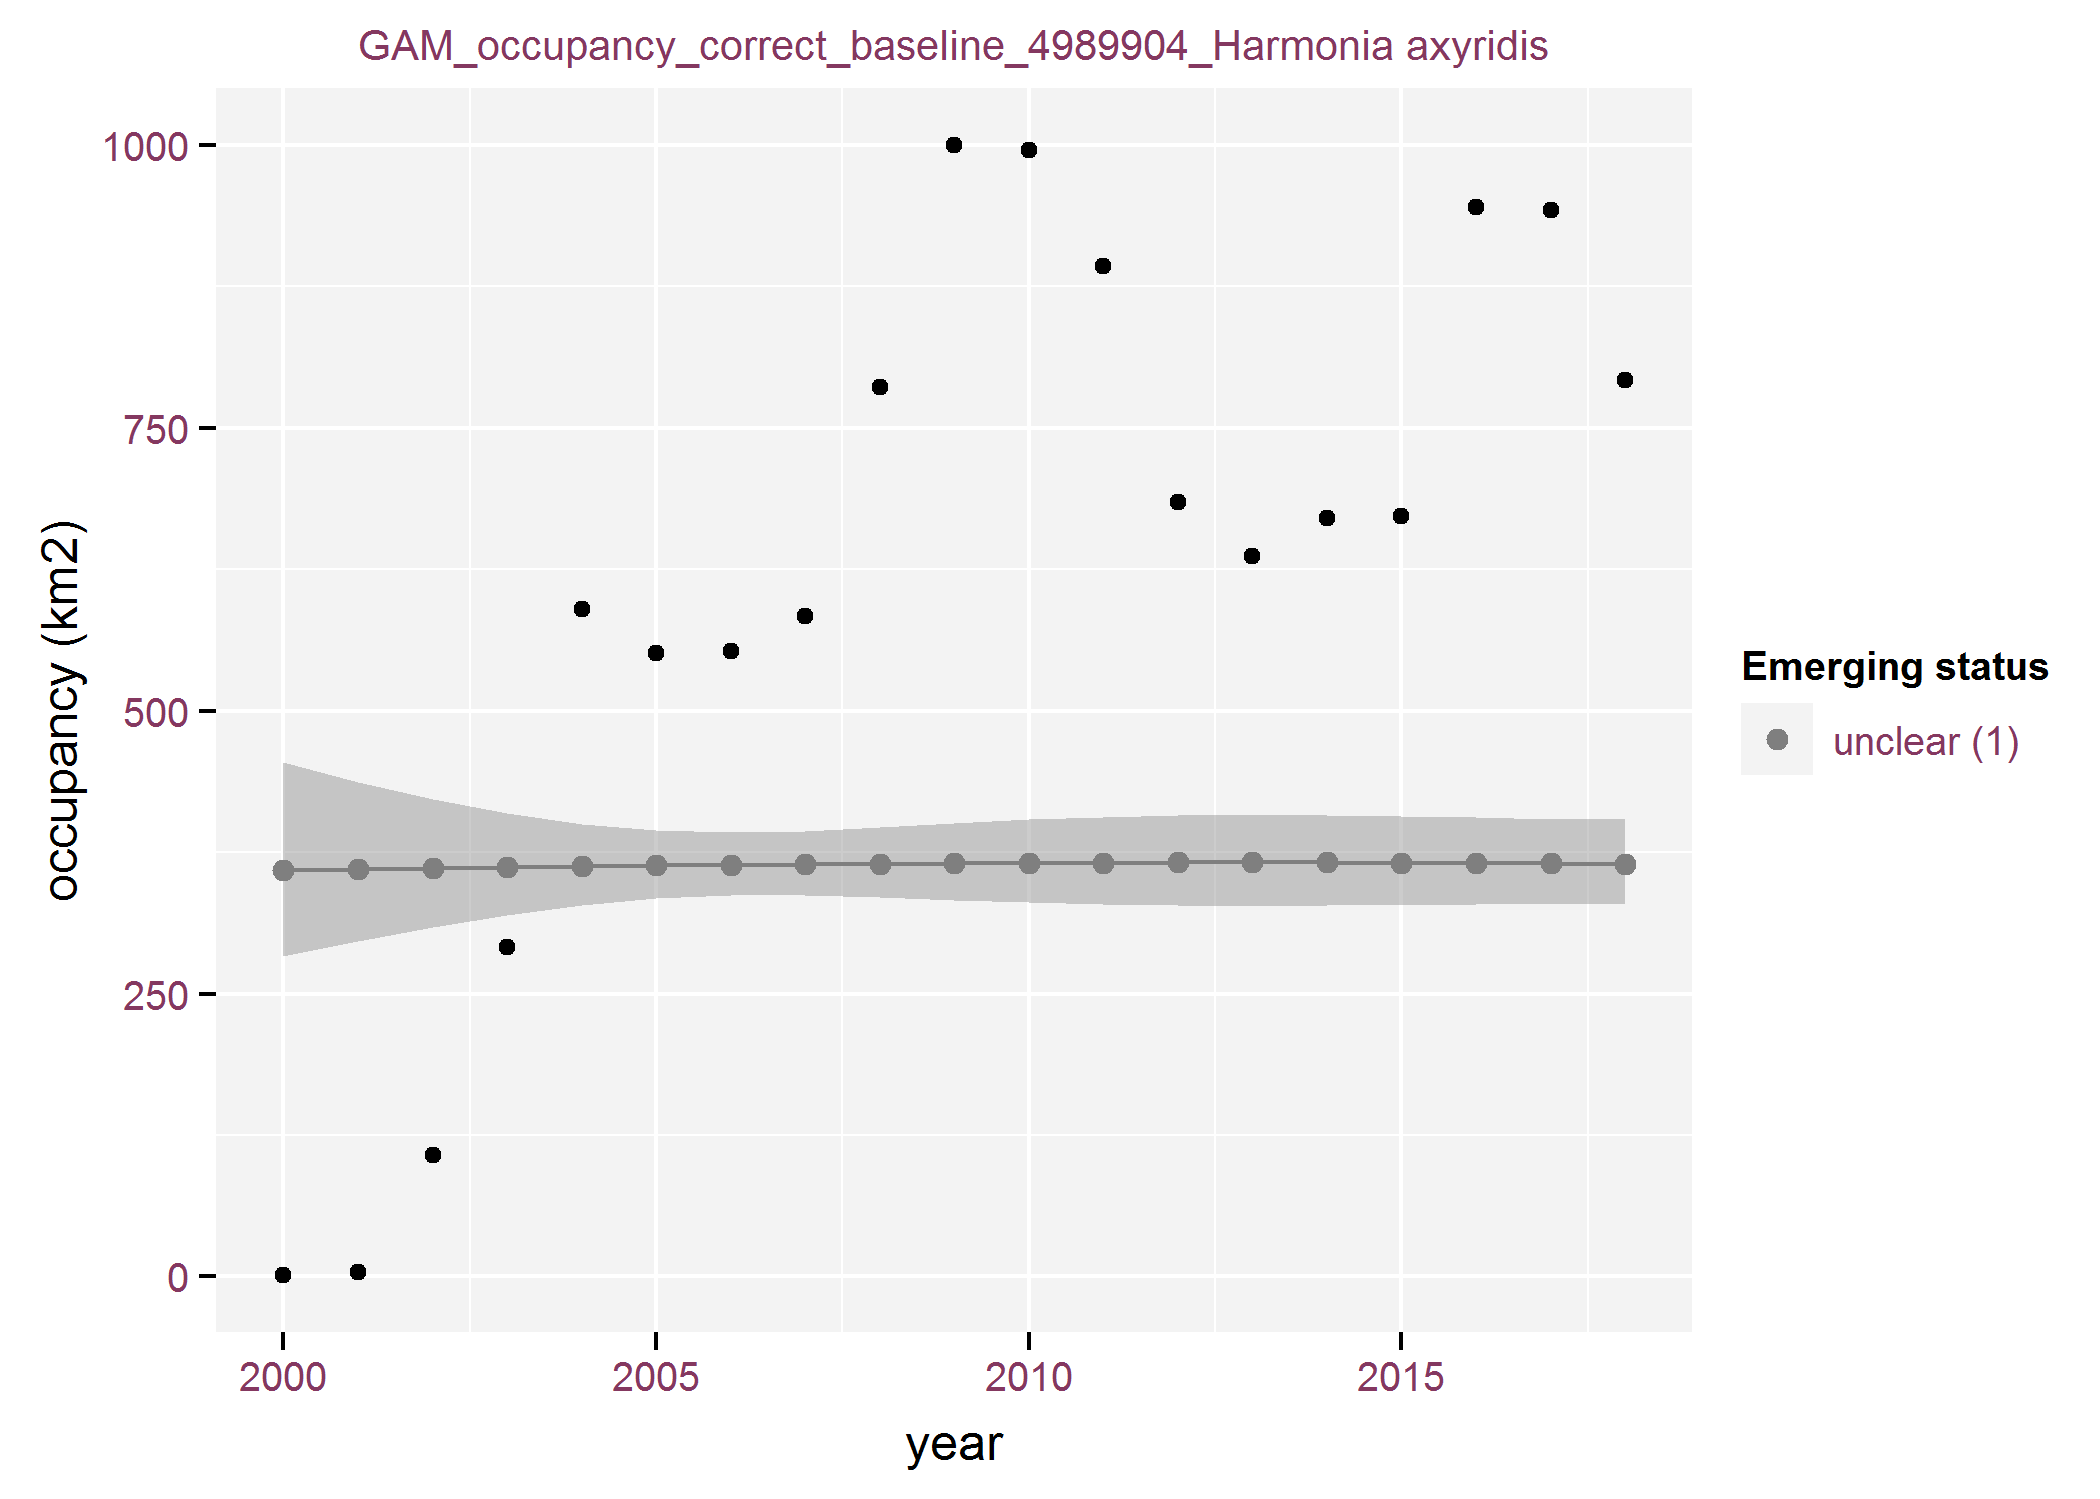 GAM_occupancy_correct_baseline_4989904_Harmonia axyridis
1000
750
500
250
0
occupancy (km2)
2000 2005 2010 2015
year
Emerging status
unclear (1)